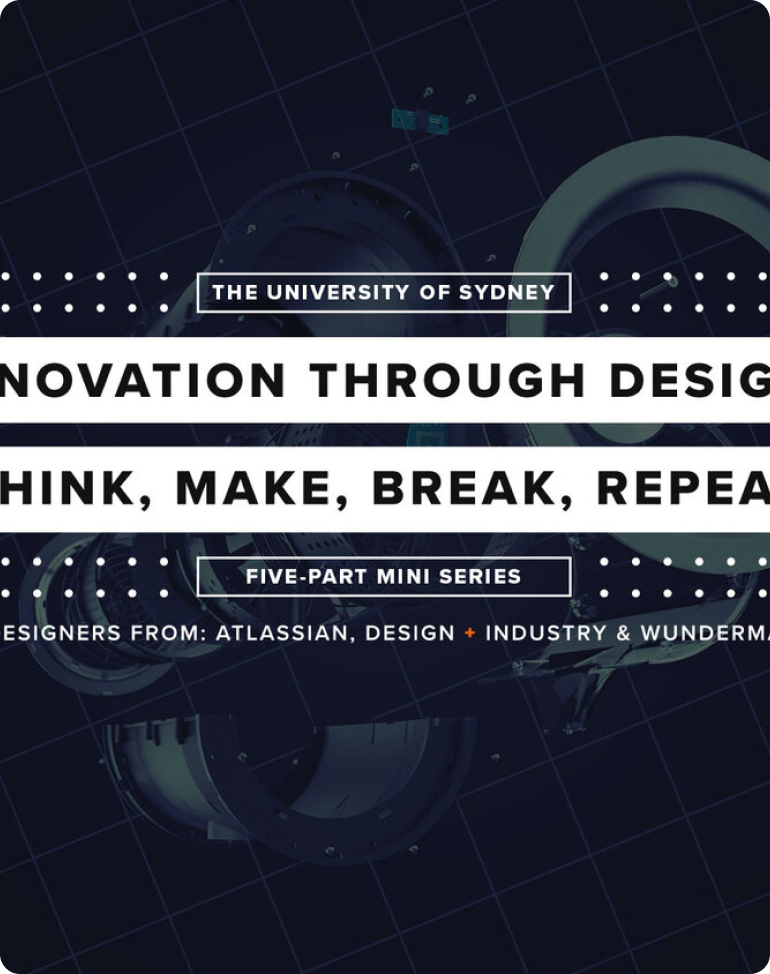 THE UNIVERSITY OF SYDNEY
NOVATION THROUGH DESIG
HINK, MAKE, BREAK, REPEA
FIVE-PART MINI SERIES
ESIGNERS FROM: ATLASSIAN, DESIGN + INDUSTRY & WUNDERMA